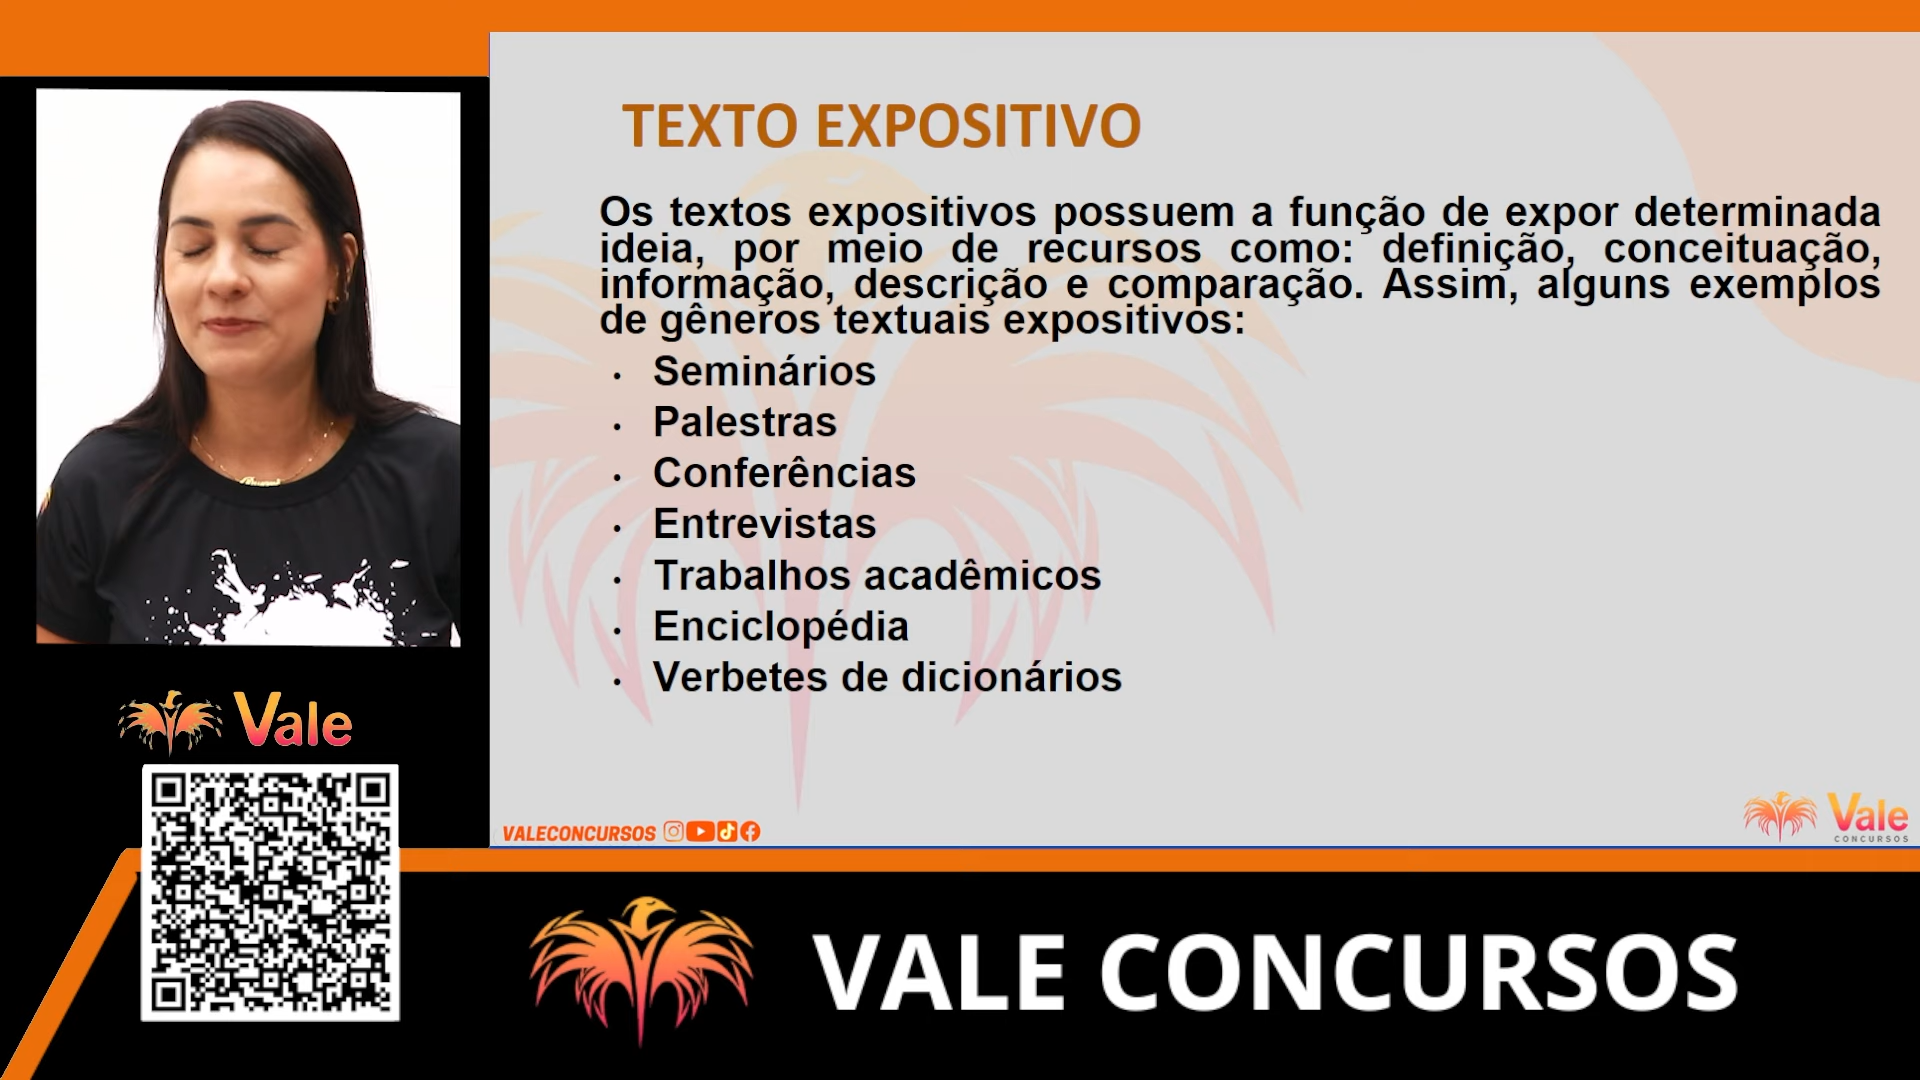 TEXTO EXPOSITIVO
Os textos expositivos possuem a função de expor determinada
ideia, por meio de recursos como: definição, conceituação,
informação, descrição e comparação. Assim, alguns exemplos
de gêneros textuais expositivos:
• Seminários
• Palestras
• Conferências
• Entrevistas
• Trabalhos acadêmicos
• Enciclopédia
• Verbetes de dicionários
Vale
VALECONCURSOS
Vale
CONCURSOS
VALE CONCURSOS